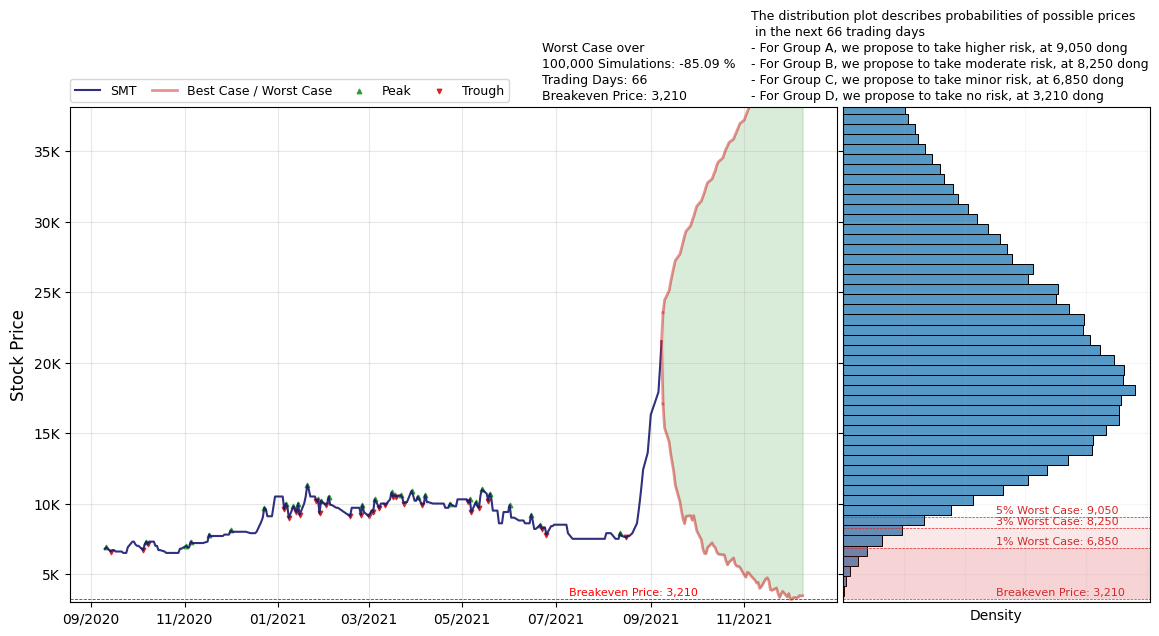 The distribution plot describes probabilities of possible prices
in the next 66 trading days
- For Group A, we propose to take higher risk, at 9,050 dong
- For Group B, we propose to take moderate risk, at 8,250 dong
- For Group C, we propose to take minor risk, at 6,850 dong
- For Group D, we propose to take no risk, at 3,210 dong
Worst Case over
100,000 Simulations: -85.09 %
Trading Days: 66
Breakeven Price: 3,210
SMT
Best Case / Worst Case
Peak
Trough
Stock Price
35K
30K
25K
20K
15K
10K
5K
Breakeven Price: 3,210
09/2020
11/2020
01/2021
03/2021
05/2021
07/2021
09/2021
11/2021
5% Worst Case: 9,050
3% Worst Case: 8,250
1% Worst Case: 6,850
Breakeven Price: 3,210
Density